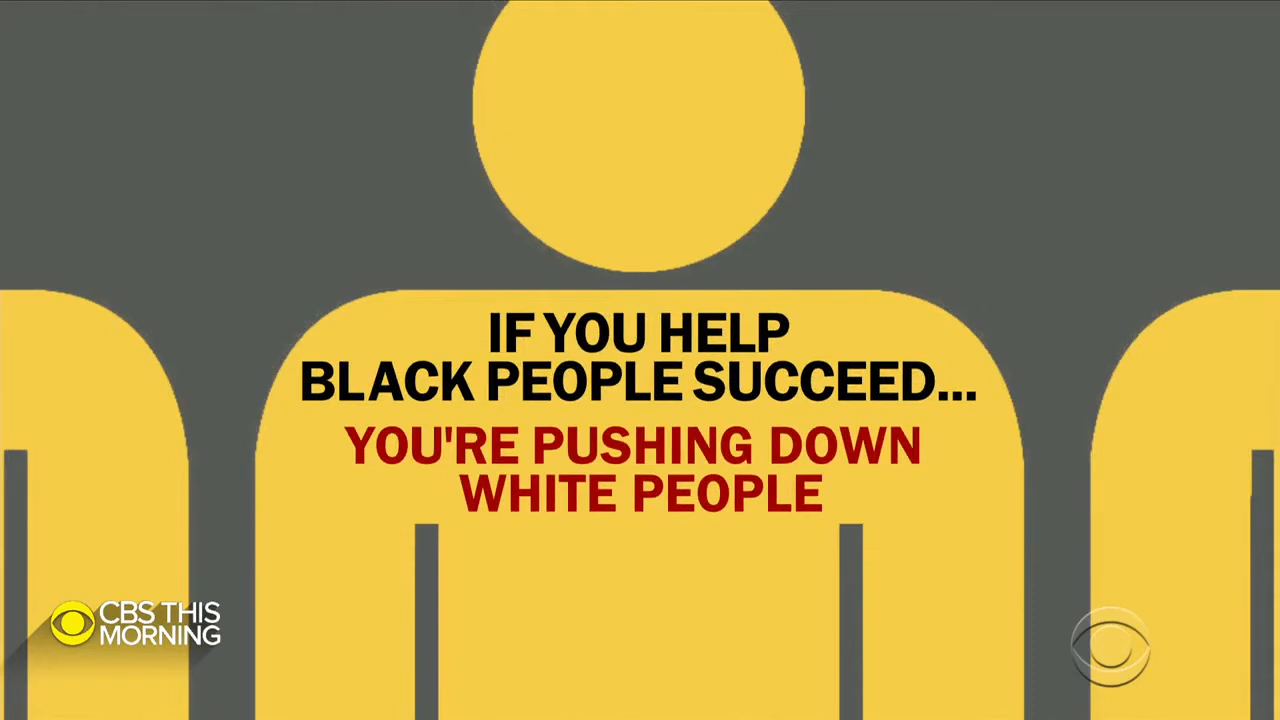 IF YOU HELP
BLACK PEOPLE SUCCEED...
YOU'RE PUSHING DOWN
WHITE PEOPLE
CBS THIS
MORNING